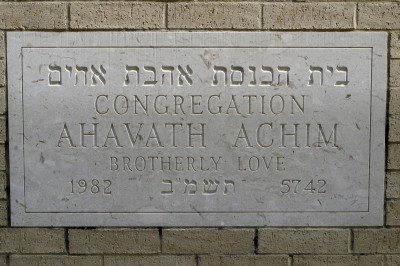 בית הכנסת אהבת אחים
CONGREGATION
AHAVATH ACHIM
BROTHERLY LOVE
1982 תשמ"ב 5742